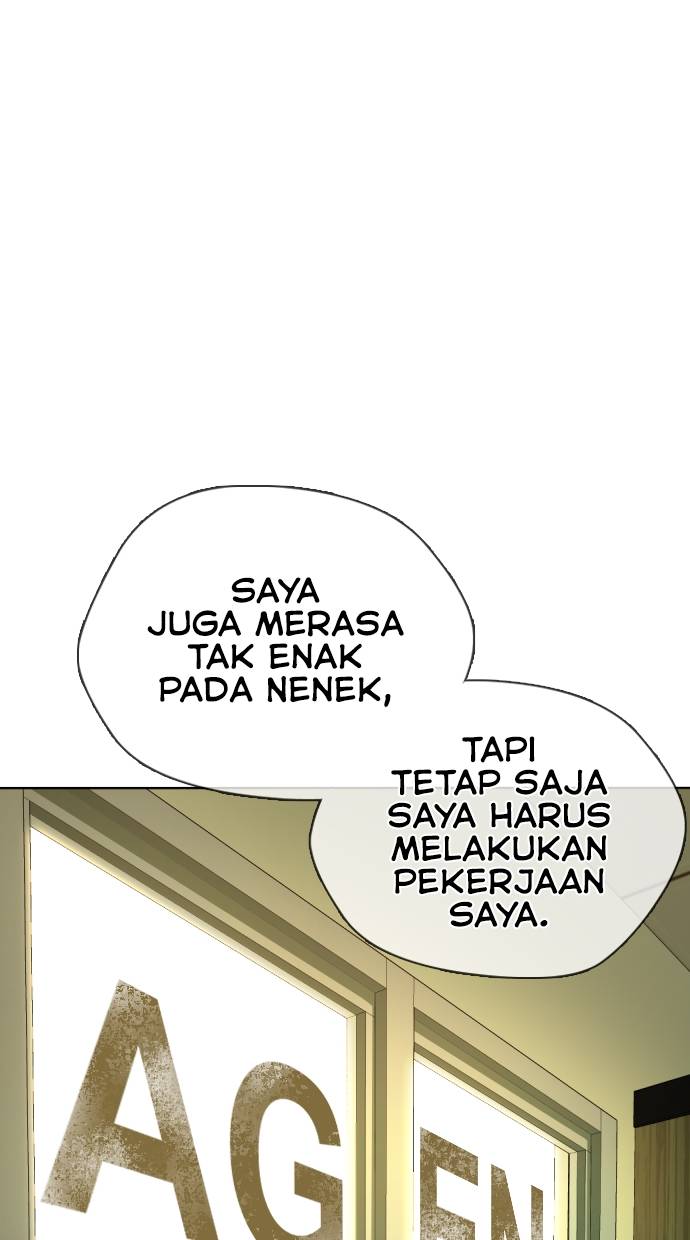 SAYA
JUGA MERASA
TAK ENAK
PADA NENEK,
TAPI
TETAP SAJA
SAYA HARUS
MELAKUKAN
PEKERJAAN
SAYA.
AGEN